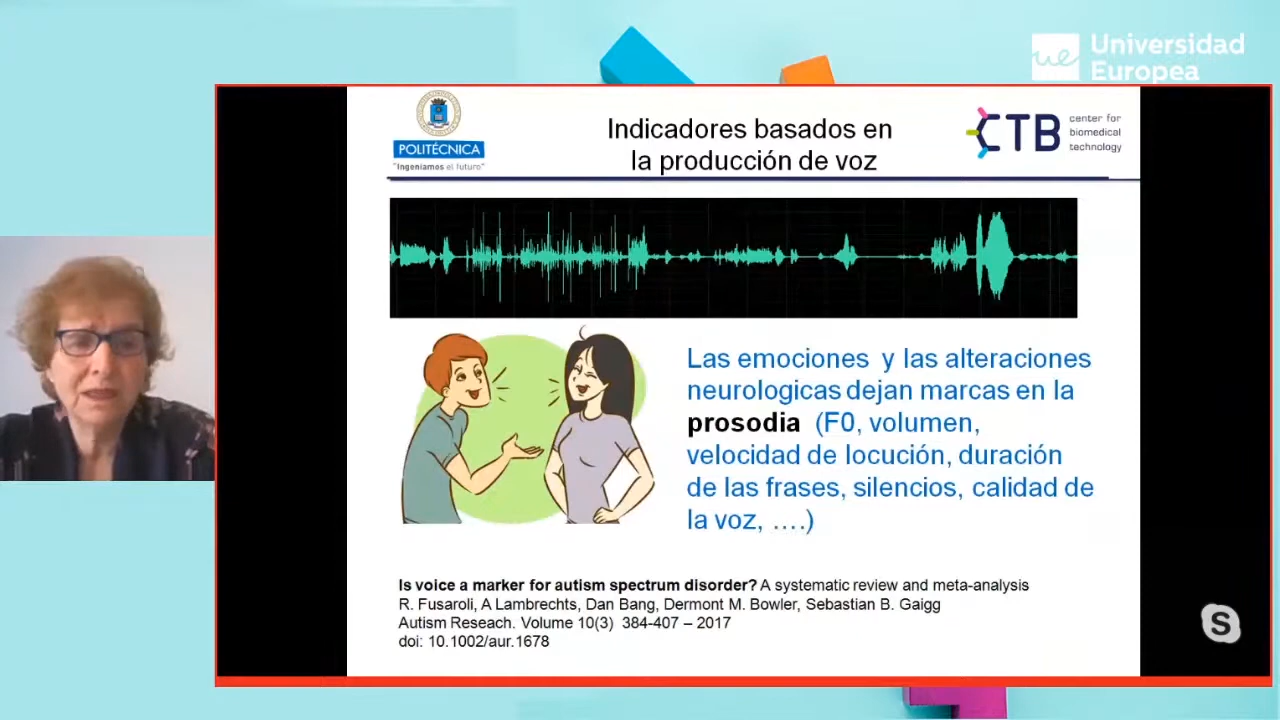 Universidad
Europea
POLITÉCNICA
"Ingeniamos el futuro"
Indicadores basados en
la producción de voz
CTB
center for
biomedical
technology
Las emociones y las alteraciones
neurologicas dejan marcas en la
prosodia (F0, volumen,
velocidad de locución, duración
de las frases, silencios, calidad de
la voz, ….)
Is voice a marker for autism spectrum disorder? A systematic review and meta-analysis
R. Fusaroli, A Lambrechts, Dan Bang, Dermont M. Bowler, Sebastian B. Gaigg
Autism Reseach. Volume 10(3) 384-407 – 2017
doi: 10.1002/aur.1678
S